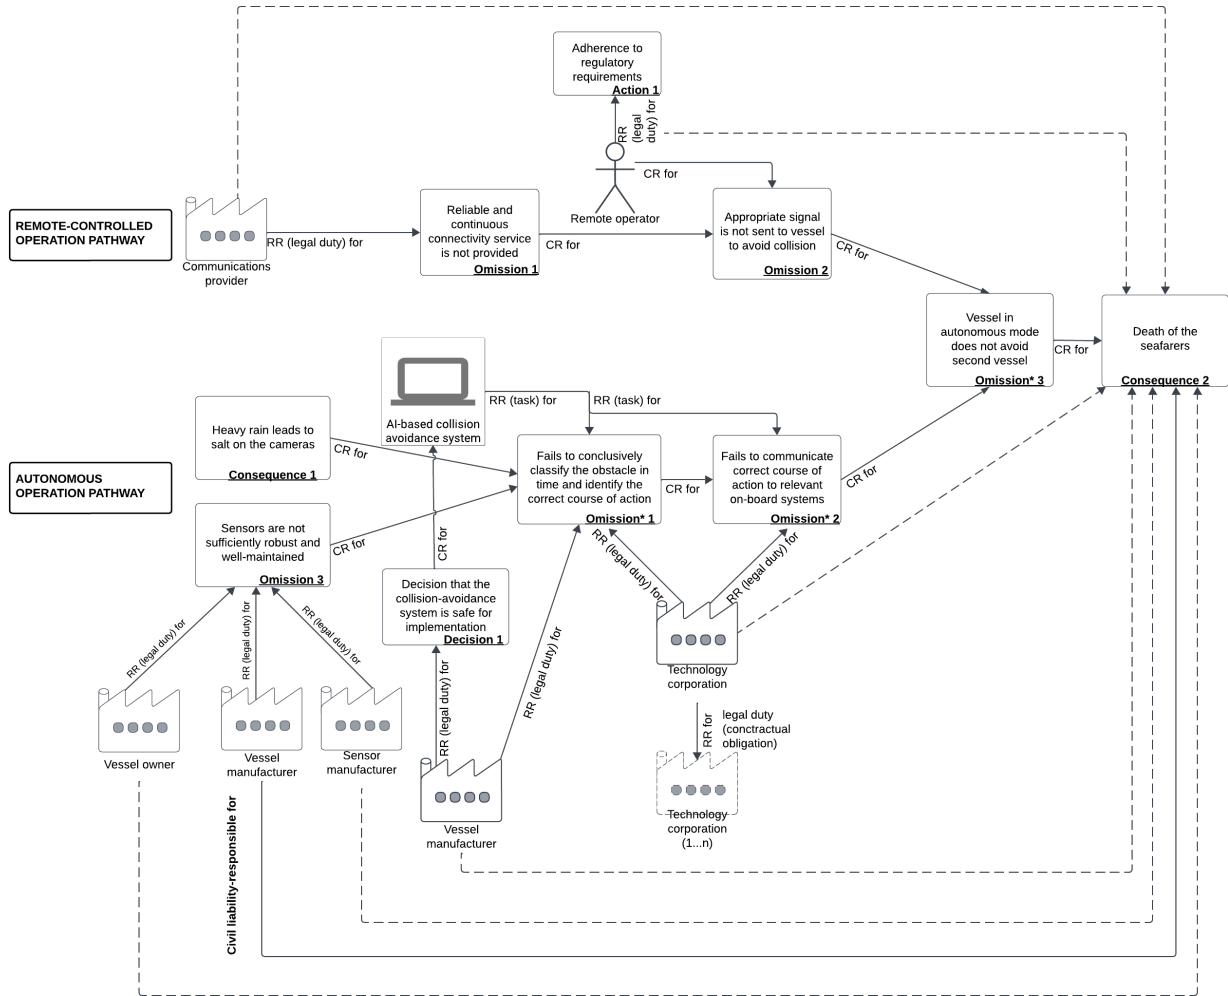 Adherence to
regulatory
requirements
Action 1
RR
(legal
duty) for
CR for
Remote operator
REMOTE-CONTROLLED
OPERATION PATHWAY
Communications
provider
RR (legal duty) for
Reliable and
continuous
connectivity service
is not provided
Omission 1
CR for
Appropriate signal
is not sent to vessel
to avoid collision
Omission 2
CR for
Vessel in
autonomous mode
does not avoid
second vessel
Omission* 3
CR for
Death of the
seafarers
Consequence 2
AI-based collision
avoidance system
RR (task) for
RR (task) for
Heavy rain leads to
salt on the cameras
Consequence 1
CR for
AUTONOMOUS
OPERATION PATHWAY
Fails to conclusively
classify the obstacle in
time and identify the
correct course of action
Omission* 1
CR for
Fails to communicate
correct course of
action to relevant
on-board systems
Omission* 2
CR for
Sensors are not
sufficiently robust and
well-maintained
Omission 3
CR for
CR for
Decision that the
collision-avoidance
system is safe for
implementation
Decision 1
RR (legal duty) for
RR (legal duty) for
RR (legal duty) for
RR (legal duty) for
RR (legal duty) for
RR (legal duty) for
RR (legal duty) for
Technology
corporation
RR for
legal duty
(conctractual
obligation)
Technology
corporation
(1...n)
Vessel owner
Vessel
manufacturer
Sensor
manufacturer
Vessel
manufacturer
Civil liability-responsible for